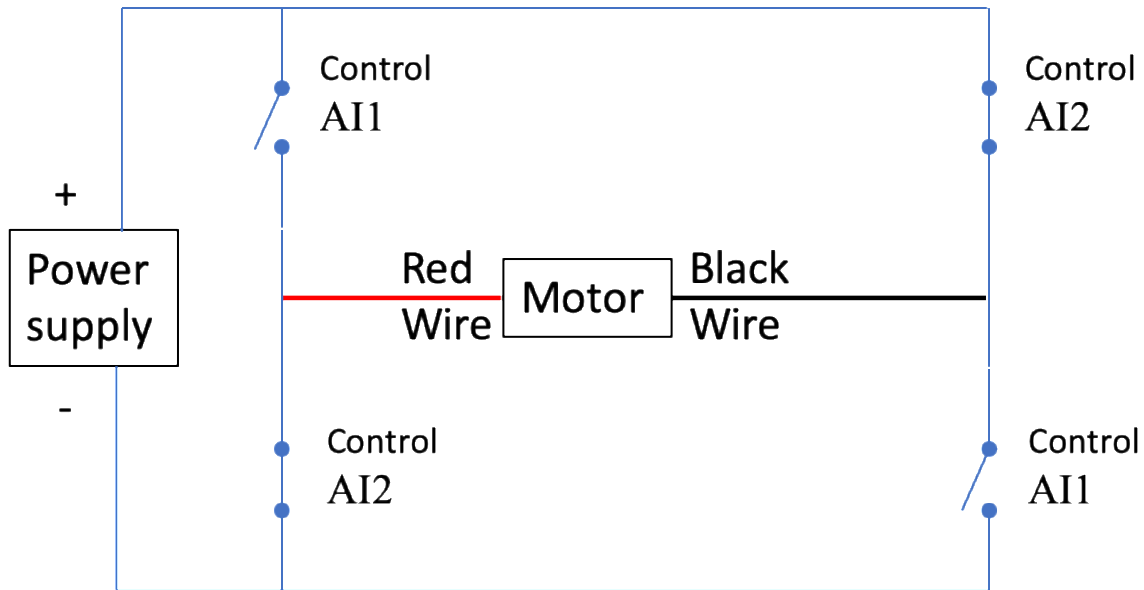 Control
AI1
Control
AI2
+
Power
supply
-
Red
Wire
Motor
Black
Wire
Control
AI2
Control
AI1